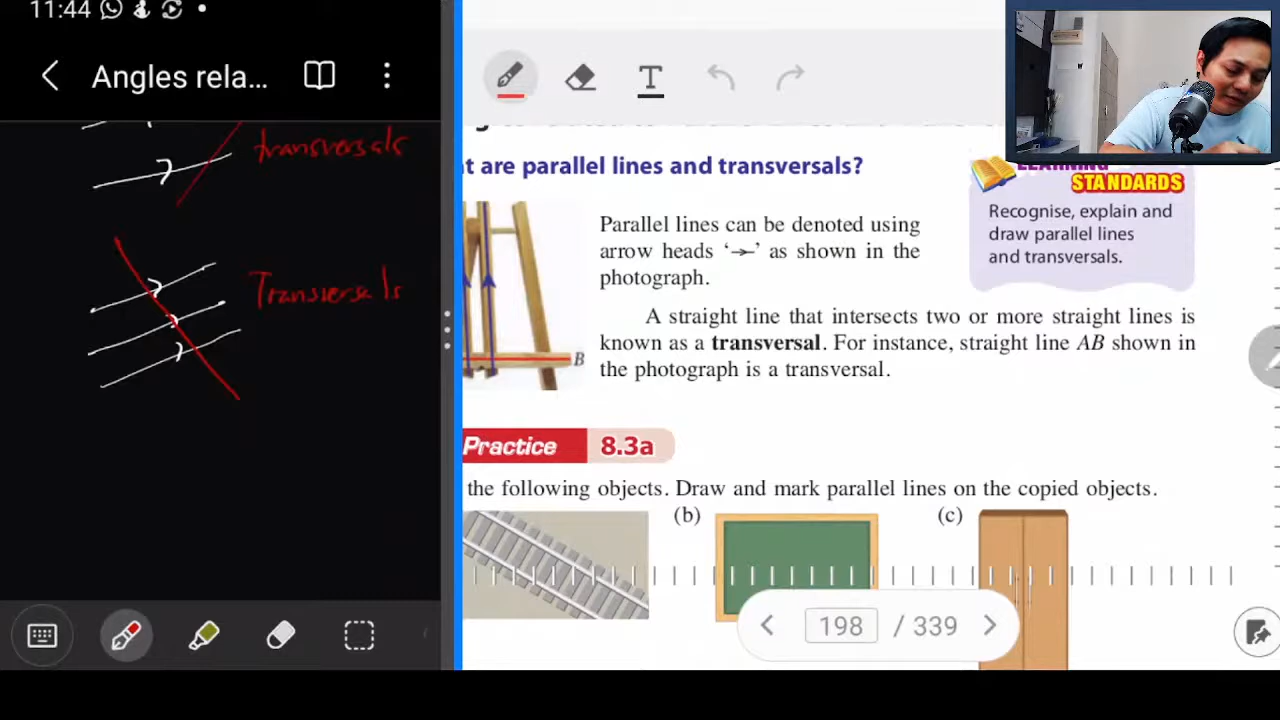 11:44
Angles rela...
transversals
Transversals
T
t are parallel lines and transversals?
LEARNING
STANDARDS
Recognise, explain and
draw parallel lines
and transversals.
Parallel lines can be denoted using
arrow heads ‘→’ as shown in the
photograph.
A straight line that intersects two or more straight lines is
known as a transversal. For instance, straight line AB shown in
the photograph is a transversal.
B
Practice 8.3a
the following objects. Draw and mark parallel lines on the copied objects.
(b)
(c)
198 / 339